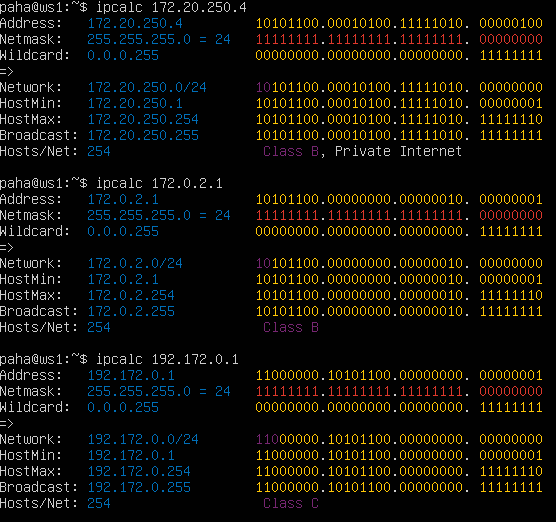 paha@ws1:~$ ipcalc 172.20.250.4
Address: 172.20.250.4 10101100.00010100.11111010. 00000100
Netmask: 255.255.255.0 = 24 11111111.11111111.11111111. 00000000
Wildcard: 0.0.0.255 00000000.00000000.00000000. 11111111
=>
Network: 172.20.250.0/24 10101100.00010100.11111010. 00000000
HostMin: 172.20.250.1 10101100.00010100.11111010. 00000001
HostMax: 172.20.250.254 10101100.00010100.11111010. 11111110
Broadcast: 172.20.250.255 10101100.00010100.11111010. 11111111
Hosts/Net: 254 Class B, Private Internet
paha@ws1:~$ ipcalc 172.0.2.1
Address: 172.0.2.1 10101100.00000000.00000010. 00000001
Netmask: 255.255.255.0 = 24 11111111.11111111.11111111. 00000000
Wildcard: 0.0.0.255 00000000.00000000.00000000. 11111111
=>
Network: 172.0.2.0/24 10101100.00000000.00000010. 00000000
HostMin: 172.0.2.1 10101100.00000000.00000010. 00000001
HostMax: 172.0.2.254 10101100.00000000.00000010. 11111110
Broadcast: 172.0.2.255 10101100.00000000.00000010. 11111111
Hosts/Net: 254 Class B
paha@ws1:~$ ipcalc 192.172.0.1
Address: 192.172.0.1 11000000.10101100.00000000. 00000001
Netmask: 255.255.255.0 = 24 11111111.11111111.11111111. 00000000
Wildcard: 0.0.0.255 00000000.00000000.00000000. 11111111
=>
Network: 192.172.0.0/24 11000000.10101100.00000000. 00000000
HostMin: 192.172.0.1 11000000.10101100.00000000. 00000001
HostMax: 192.172.0.254 11000000.10101100.00000000. 11111110
Broadcast: 192.172.0.255 11000000.10101100.00000000. 11111111
Hosts/Net: 254 Class C